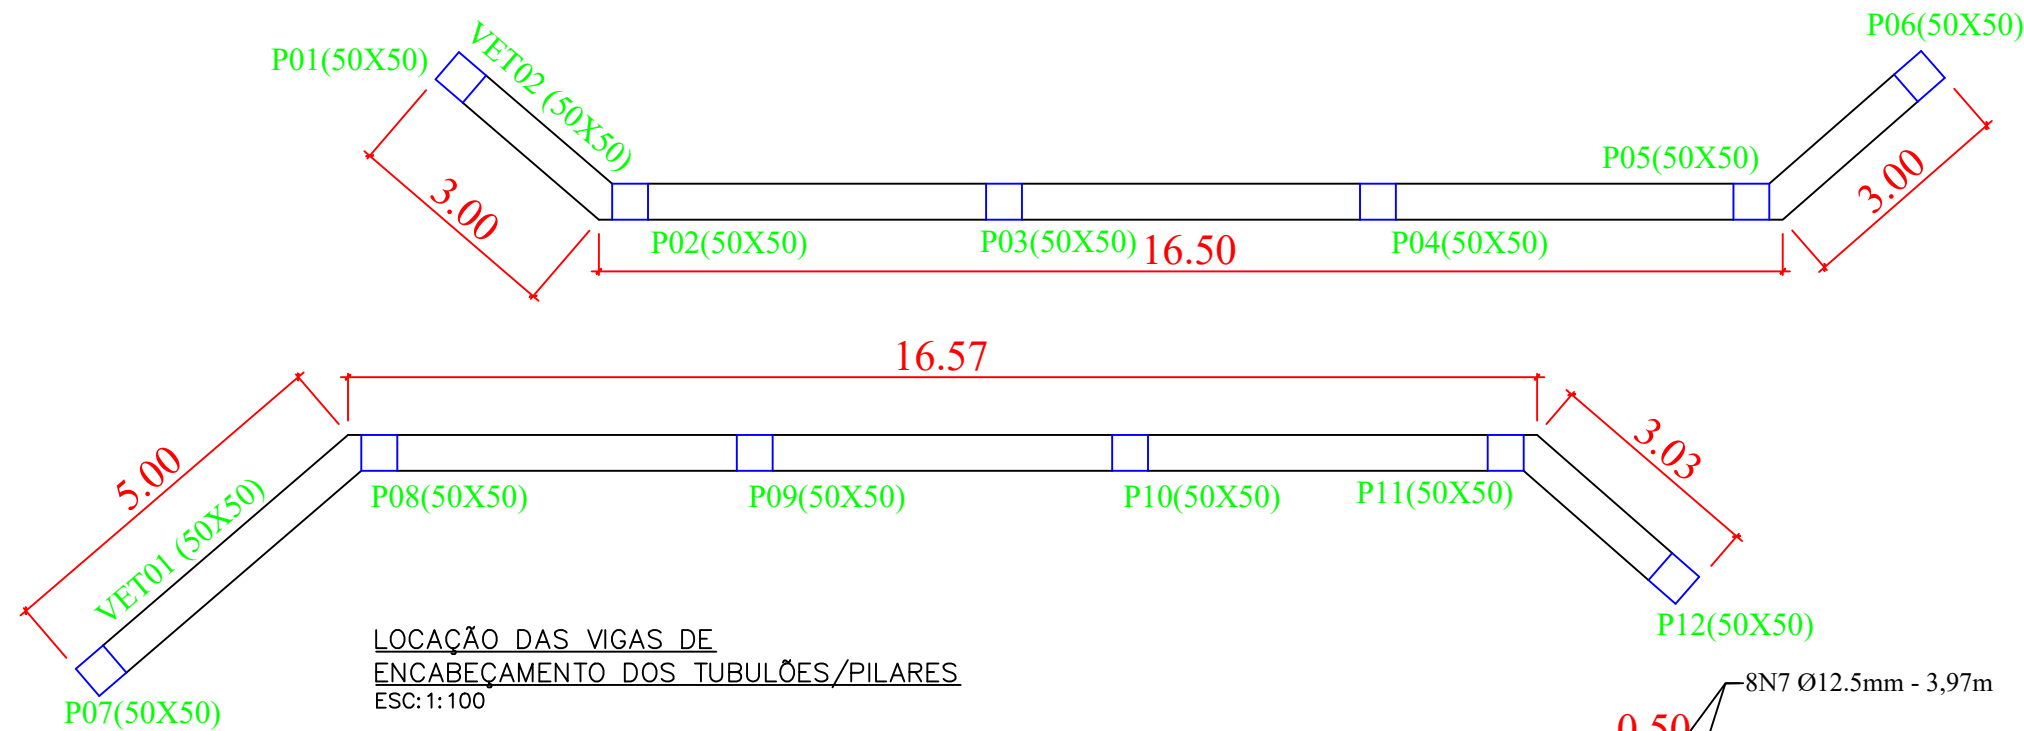 P06(50X50)
P01(50X50)
VET02 (50X50)
P05(50X50)
3.00
3.00
P02(50X50)
P03(50X50)
16.50
P04(50X50)
16.57
5.00
3.03
VET01 (50X50)
P08(50X50)
P09(50X50)
P10(50X50)
P11(50X50)
P12(50X50)
LOCAÇÃO DAS VIGAS DE
ENCABEÇAMENTO DOS TUBULÕES/PILARES
ESC:1:100
P07(50X50)
8N7 Ø12.5mm - 3,97m
0.50